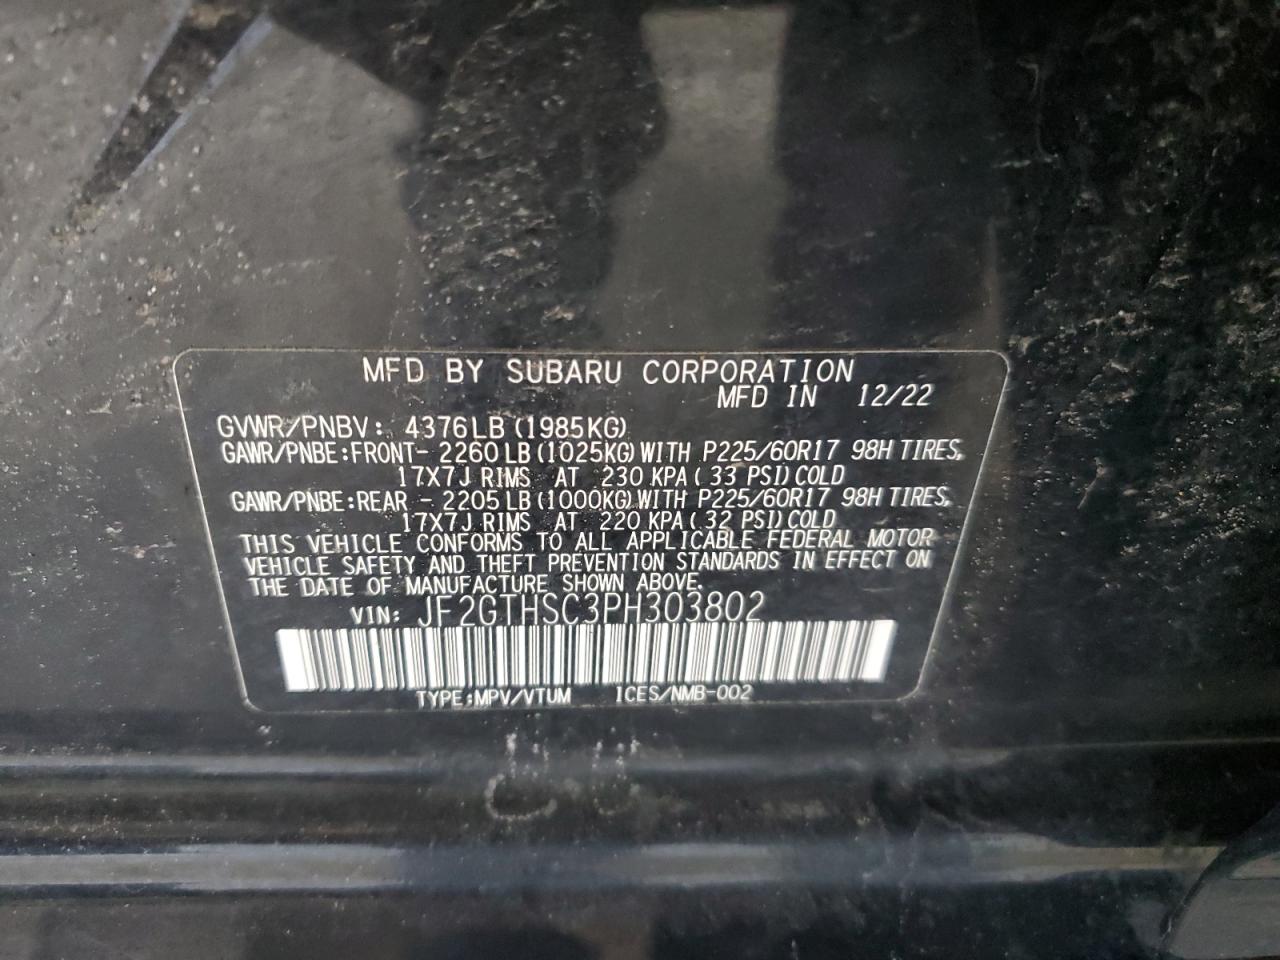 MFD BY SUBARU CORPORATION
MFD IN 12/22
GVWR/PNBV: 4376LB(1985KG)
GAWR/PNBE:FRONT- 2260LB(1025KG)WITH P225/60R17 98H TIRES,
17X7J RIMS AT 230 KPA(33 PSI)COLD
GAWR/PNBE:REAR - 2205LB(1000KG)WITH P225/60R17 98H TIRES,
17X7J RIMS AT 220 KPA(32 PSI)COLD
THIS VEHICLE CONFORMS TO ALL APPLICABLE FEDERAL MOTOR
VEHICLE SAFETY AND THEFT PREVENTION STANDARDS IN EFFECT ON
THE DATE OF MANUFACTURE SHOWN ABOVE.
VIN: JF2GTHSC3PH303802
TYPE:MPV/VTUM ICES/NMB-002